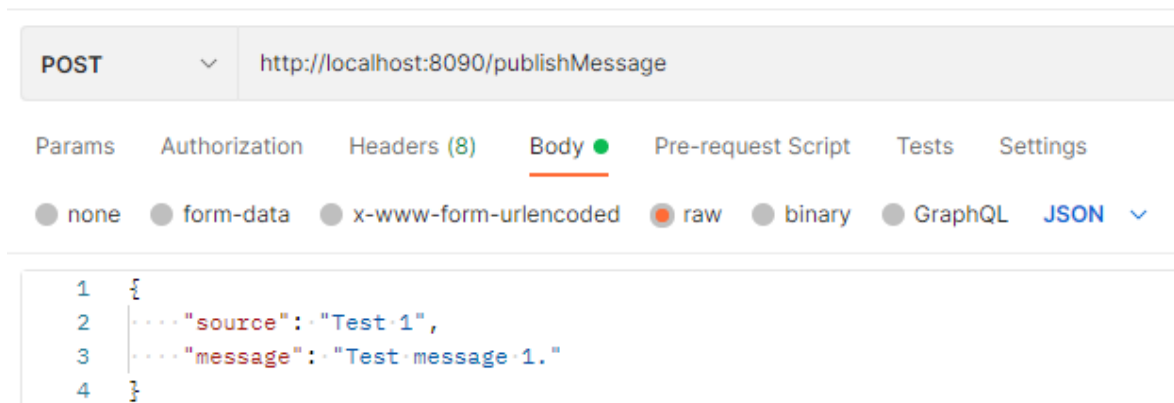 POST http://localhost:8090/publishMessage
Params Authorization Headers (8) Body Pre-request Script Tests Settings
none form-data x-www-form-urlencoded raw binary GraphQL JSON
1 {
2 "source": "Test 1",
3 "message": "Test message 1."
4 }